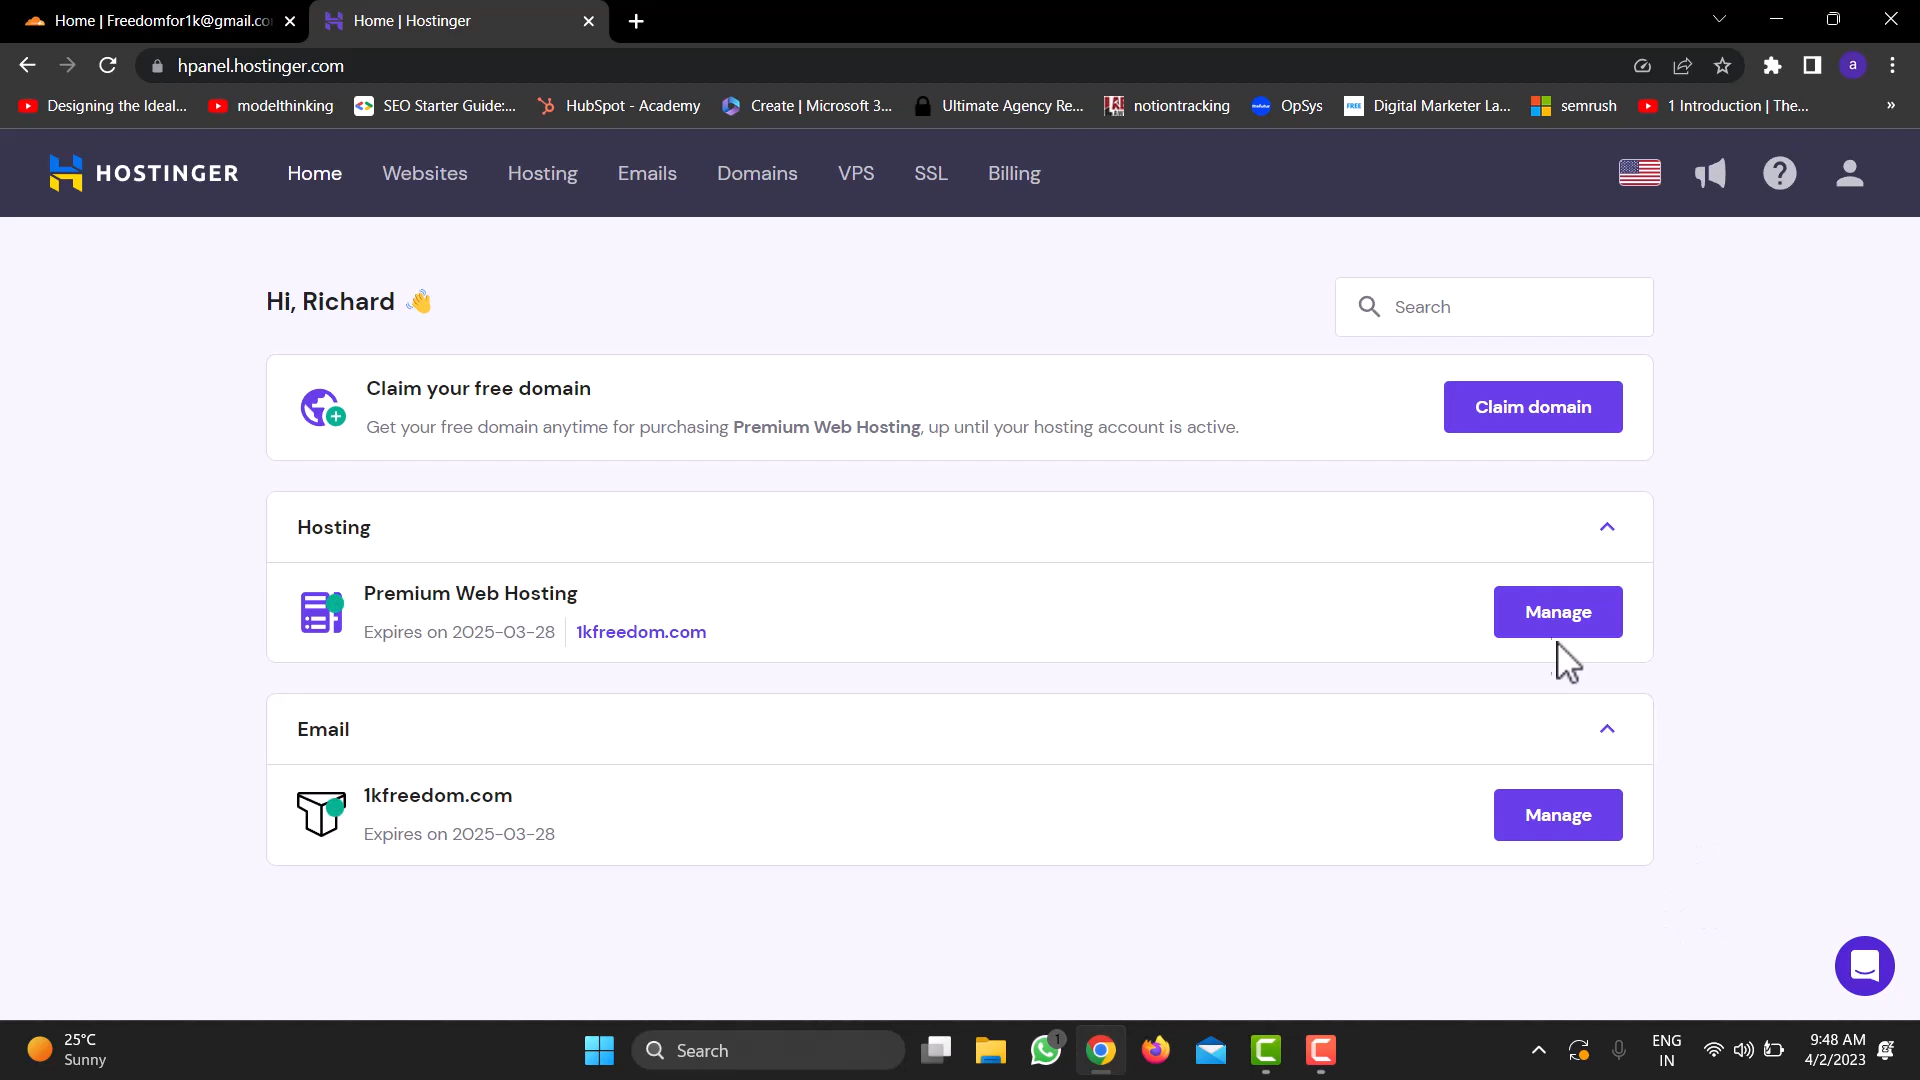 Home | Freedomfor1k@gmail.co
Home | Hostinger
hpanel.hostinger.com
a
Designing the Ideal...
modelthinking
SEO Starter Guide:...
HubSpot - Academy
Create | Microsoft 3...
Ultimate Agency Re...
notiontracking
OpSys
FREE
Digital Marketer La...
semrush
1 Introduction | The...
»
HOSTINGER
Home
Websites
Hosting
Emails
Domains
VPS
SSL
Billing
Hi, Richard 👋
Search
Claim your free domain
Get your free domain anytime for purchasing Premium Web Hosting, up until your hosting account is active.
Claim domain
Hosting
Premium Web Hosting
Expires on 2025-03-28
1kfreedom.com
Manage
Email
1kfreedom.com
Expires on 2025-03-28
Manage
25°C
Sunny
Search
1
ENG
IN
9:48 AM
4/2/2023